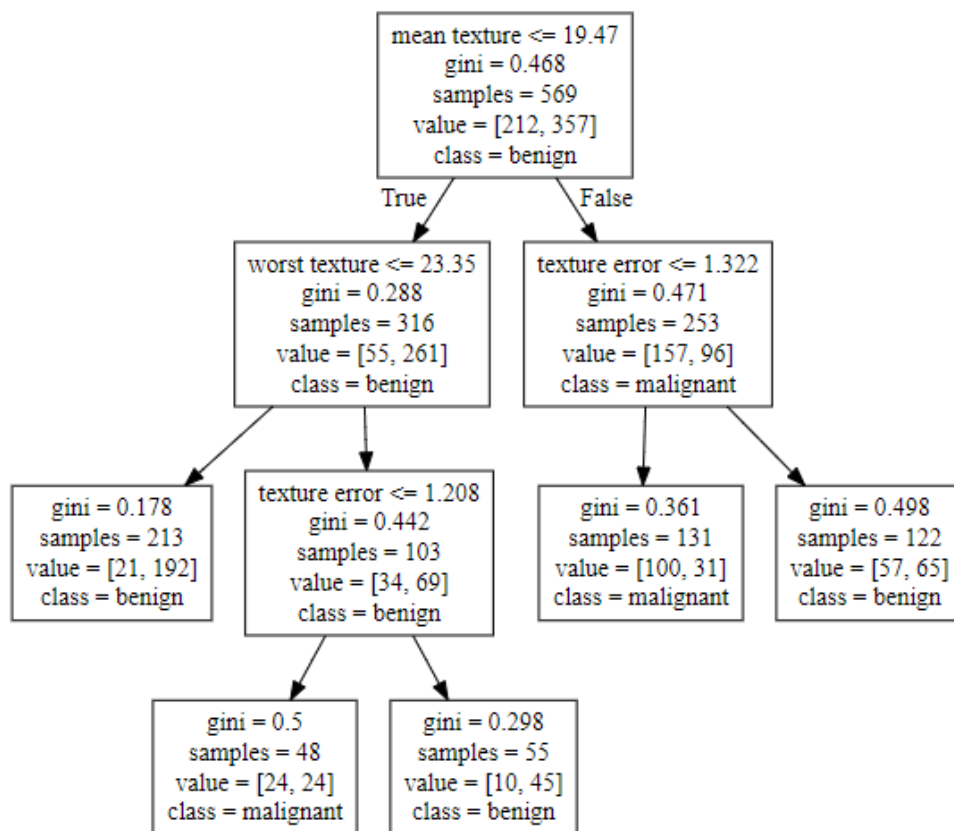 mean texture <= 19.47
gini = 0.468
samples = 569
value = [212, 357]
class = benign
True
False
worst texture <= 23.35
gini = 0.288
samples = 316
value = [55, 261]
class = benign
texture error <= 1.322
gini = 0.471
samples = 253
value = [157, 96]
class = malignant
gini = 0.178
samples = 213
value = [21, 192]
class = benign
texture error <= 1.208
gini = 0.442
samples = 103
value = [34, 69]
class = benign
gini = 0.361
samples = 131
value = [100, 31]
class = malignant
gini = 0.498
samples = 122
value = [57, 65]
class = benign
gini = 0.5
samples = 48
value = [24, 24]
class = malignant
gini = 0.298
samples = 55
value = [10, 45]
class = benign